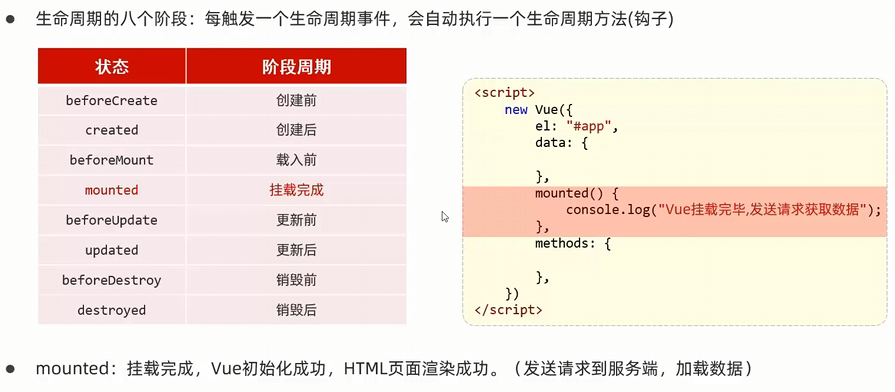 生命周期的八个阶段：每触发一个生命周期事件，会自动执行一个生命周期方法(钩子)
状态 阶段周期
beforeCreate 创建前
created 创建后
beforeMount 载入前
mounted 挂载完成
beforeUpdate 更新前
updated 更新后
beforeDestroy 销毁前
destroyed 销毁后
<script>
new Vue({
el: "#app",
data: {
},
mounted() {
console.log("Vue挂载完毕,发送请求获取数据");
},
methods: {
},
})
</script>
mounted：挂载完成，Vue初始化成功，HTML页面渲染成功。（发送请求到服务端，加载数据）